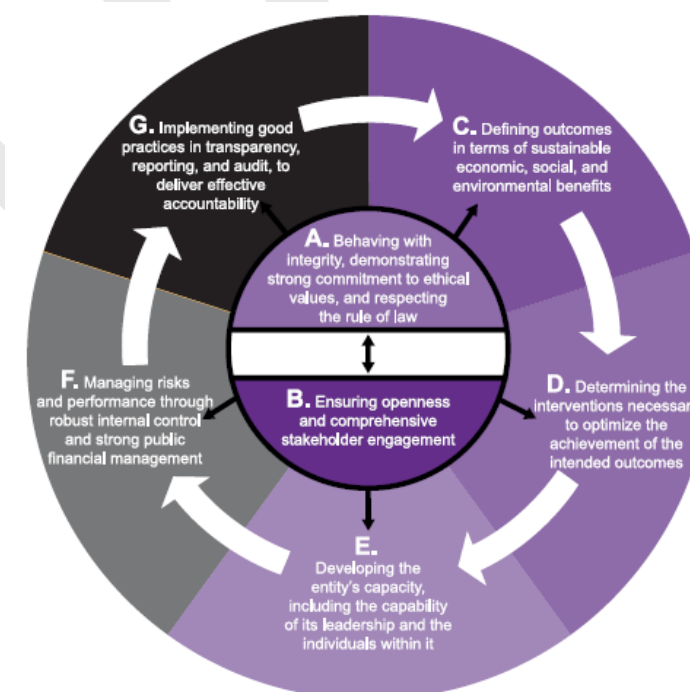 G. Implementing good
practices in transparency,
reporting, and audit, to
deliver effective
accountability
C. Defining outcomes
in terms of sustainable
economic, social, and
environmental benefits
A. Behaving with
integrity, demonstrating
strong commitment to ethical
values, and respecting
the rule of law
F. Managing risks
and performance through
robust internal control
and strong public
financial management
B. Ensuring openness
and comprehensive
stakeholder engagement
D. Determining the
interventions
to optimize the
achievement of the
intended outcomes
E.
Developing the
entity's capacity,
including the capability
of its leadership and the
individuals within it